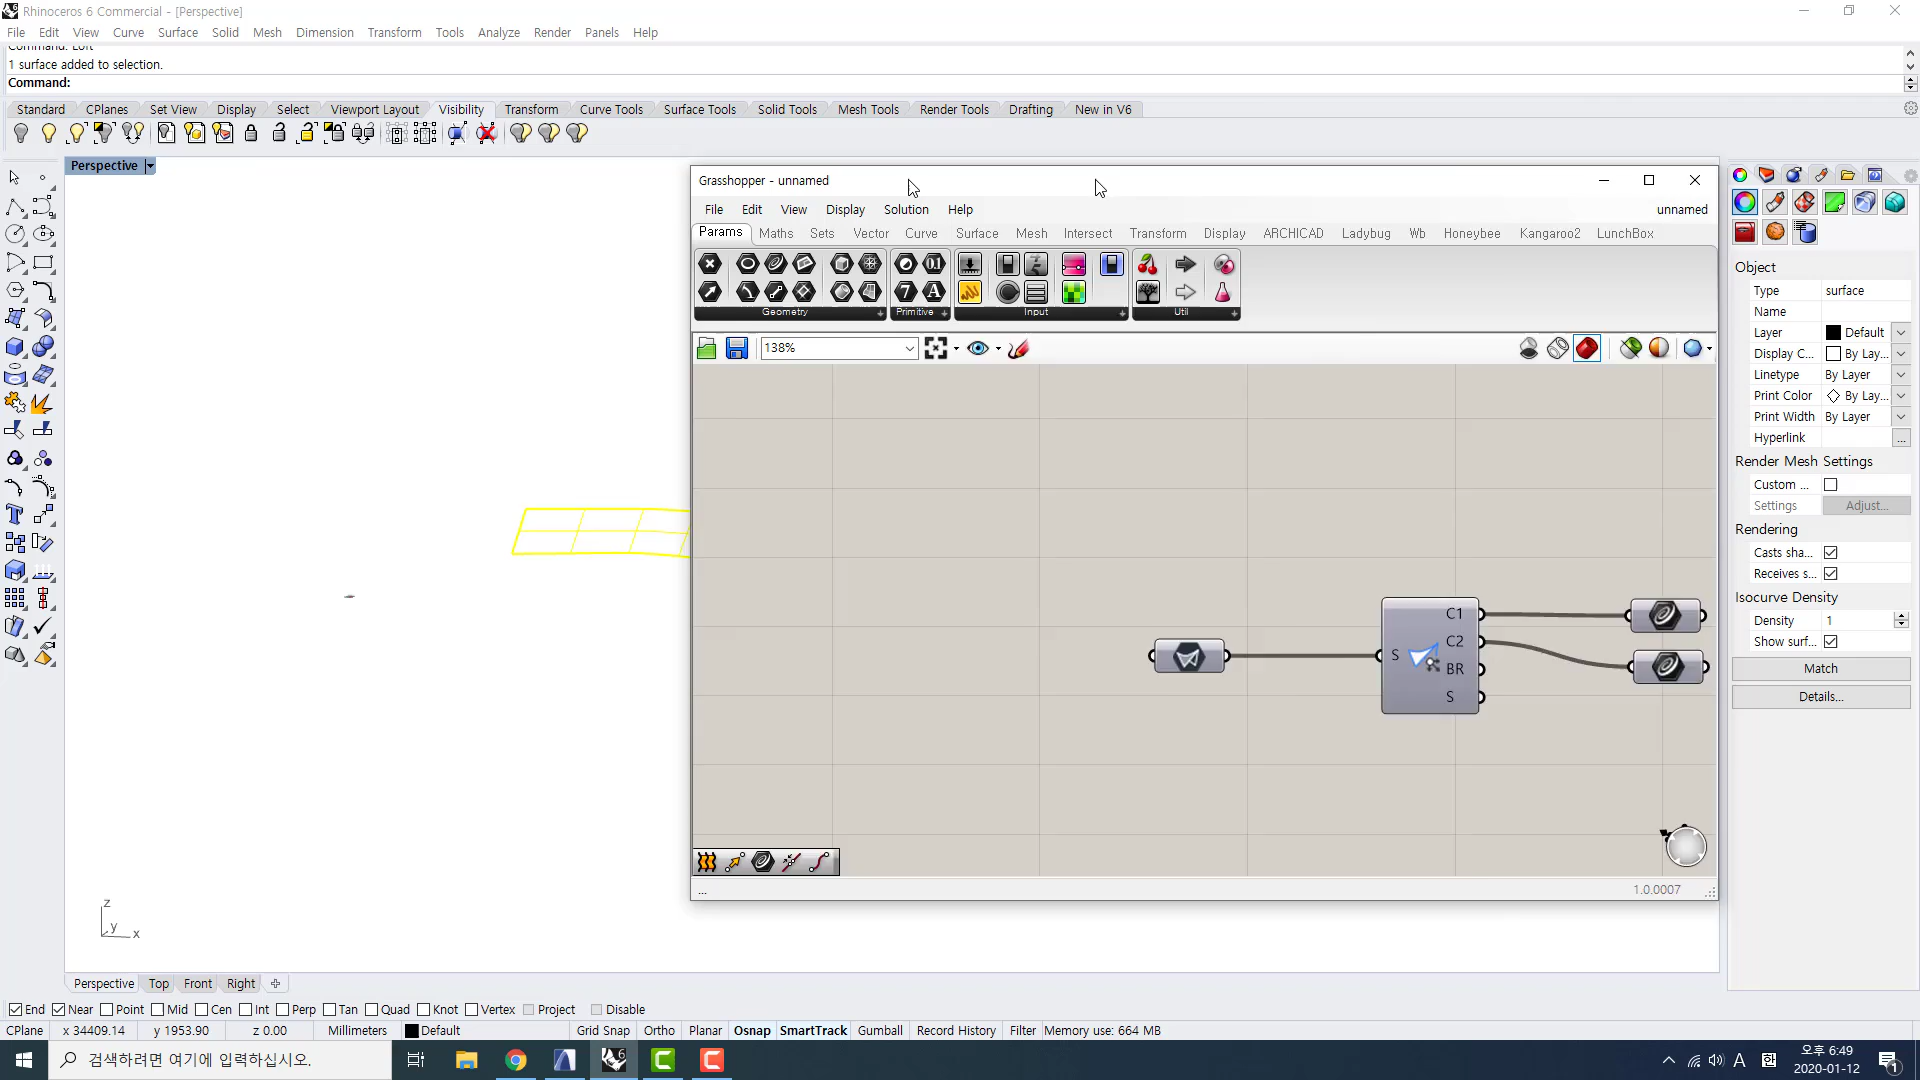 Rhinoceros 6 Commercial - [Perspective]
File Edit View Curve Surface Solid Mesh Dimension Transform Tools Analyze Render Panels Help
Command: Loft
1 surface added to selection.
Command:
Standard CPlanes Set View Display Select Viewport Layout Visibility Transform Curve Tools Surface Tools Solid Tools Mesh Tools Render Tools Drafting New in V6
Perspective
Grasshopper - unnamed
File Edit View Display Solution Help unnamed
Params Maths Sets Vector Curve Surface Mesh Intersect Transform Display ARCHICAD Ladybug Wb Honeybee Kangaroo2 LunchBox
Geometry Primitive Input Util
138%
C1
C2
S
BR
S
...
1.0.0007
Object
Type surface
Name
Layer Default
Display C... By Lay...
Linetype By Layer
Print Color By Lay...
Print Width By Layer
Hyperlink ...
Render Mesh Settings
Custom ...
Settings Adjust...
Rendering
Casts sha...
Receives s...
Isocurve Density
Density 1
Show surf...
Match
Details...
z
y
x
Perspective Top Front Right
End Near Point Mid Cen Int Perp Tan Quad Knot Vertex Project Disable
CPlane x 34409.14 y 1953.90 z 0.00 Millimeters Default Grid Snap Ortho Planar Osnap SmartTrack Gumball Record History Filter Memory use: 664 MB
검색하려면 여기에 입력하십시오.
A
오후 6:49
2020-01-12
1